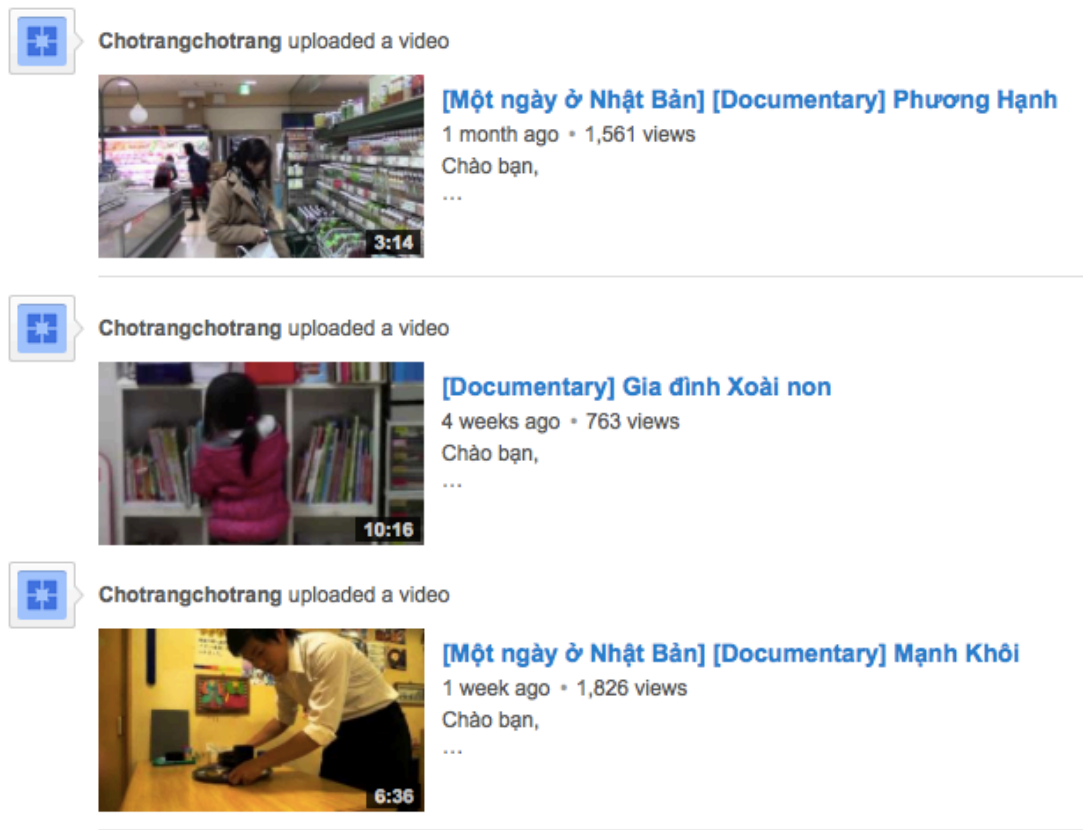 Chotrangchotrang uploaded a video
[Một ngày ở Nhật Bản] [Documentary] Phương Hạnh
1 month ago • 1,561 views
Chào bạn,
...
3:14
Chotrangchotrang uploaded a video
[Documentary] Gia đình Xoài non
4 weeks ago • 763 views
Chào bạn,
...
10:16
Chotrangchotrang uploaded a video
[Một ngày ở Nhật Bản] [Documentary] Mạnh Khôi
1 week ago • 1,826 views
Chào bạn,
...
6:36